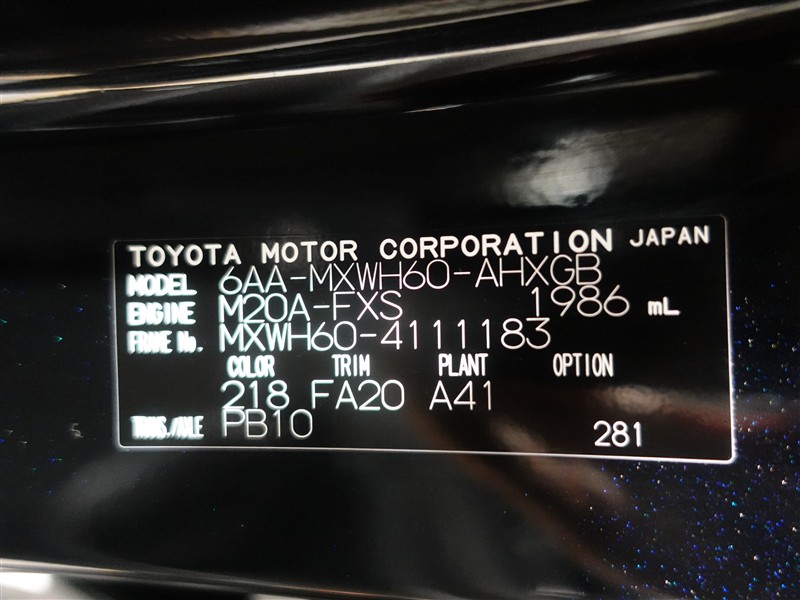 TOYOTA MOTOR CORPORATION JAPAN
MODEL 6AA-MXWH60-AHXGB
ENGINE M20A-FXS 1986 mL
FRAME No. MXWH60-4111183
COLOR TRIM PLANT OPTION
218 FA20 A41
TRANS./AXLE PB10 281